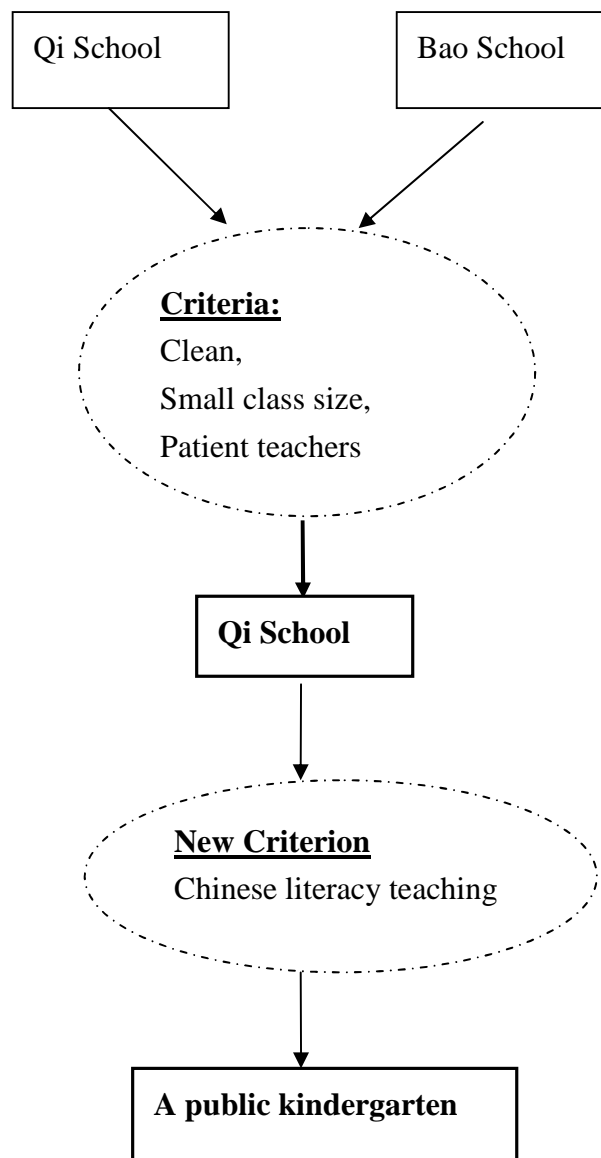 Qi School
Bao School
Criteria:
Clean,
Small class size,
Patient teachers
Qi School
New Criterion
Chinese literacy teaching
A public kindergarten